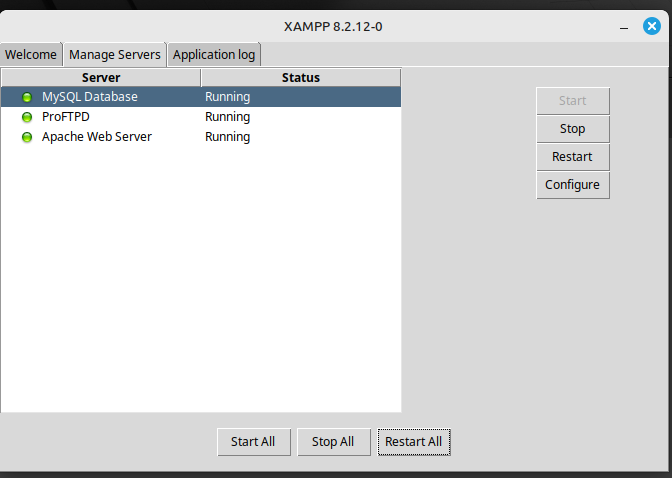 XAMPP 8.2.12-0
Welcome Manage Servers Application log
Server Status
MySQL Database Running
ProFTPD Running
Apache Web Server Running
Start
Stop
Restart
Configure
Start All Stop All Restart All